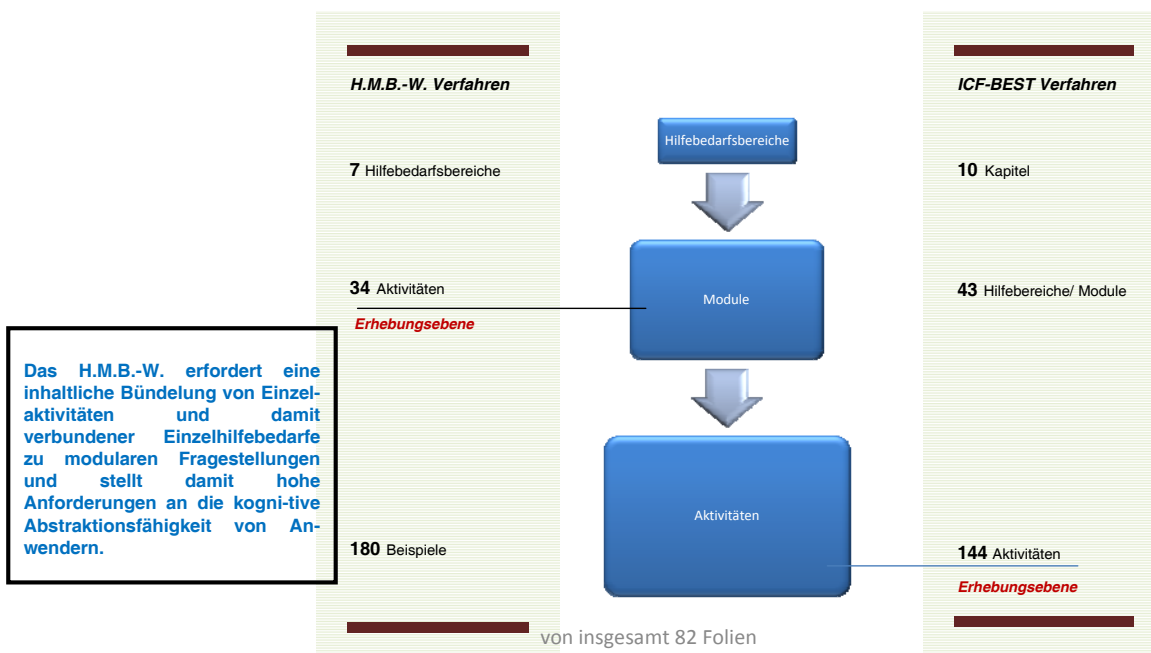 H.M.B.-W. Verfahren
7 Hilfebedarfsbereiche
34 Aktivitäten
Erhebungsebene
Das H.M.B.-W. erfordert eine
inhaltliche Bündelung von Einzel-
aktivitäten und damit
verbundener Einzelhilfebedarfe
zu modularen Fragestellungen
und stellt damit hohe
Anforderungen an die kogni-tive
Abstraktionsfähigkeit von An-
wendern.
180 Beispiele
Hilfebedarfsbereiche
Module
Aktivitäten
ICF-BEST Verfahren
10 Kapitel
43 Hilfebereiche/ Module
144 Aktivitäten
Erhebungsebene
von insgesamt 82 Folien